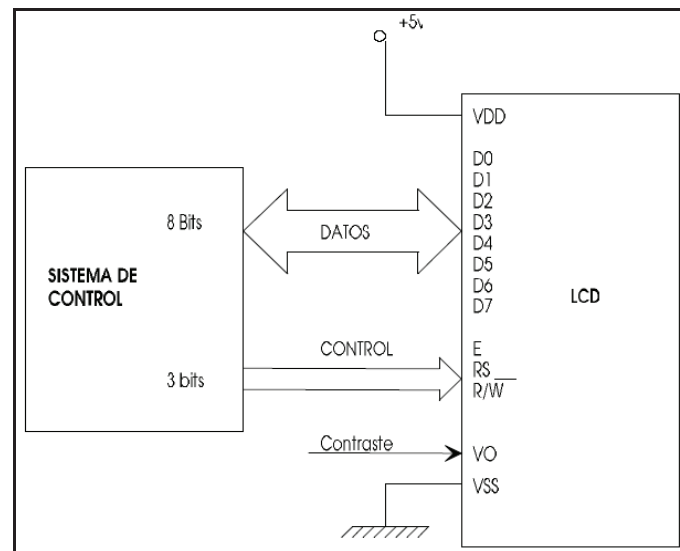 +5v
VDD
D0
D1
D2
D3
D4
D5
D6
D7
8 Bits
DATOS
SISTEMA DE
CONTROL
LCD
CONTROL
3 bits
E
RS
R/W
Contraste
VO
VSS